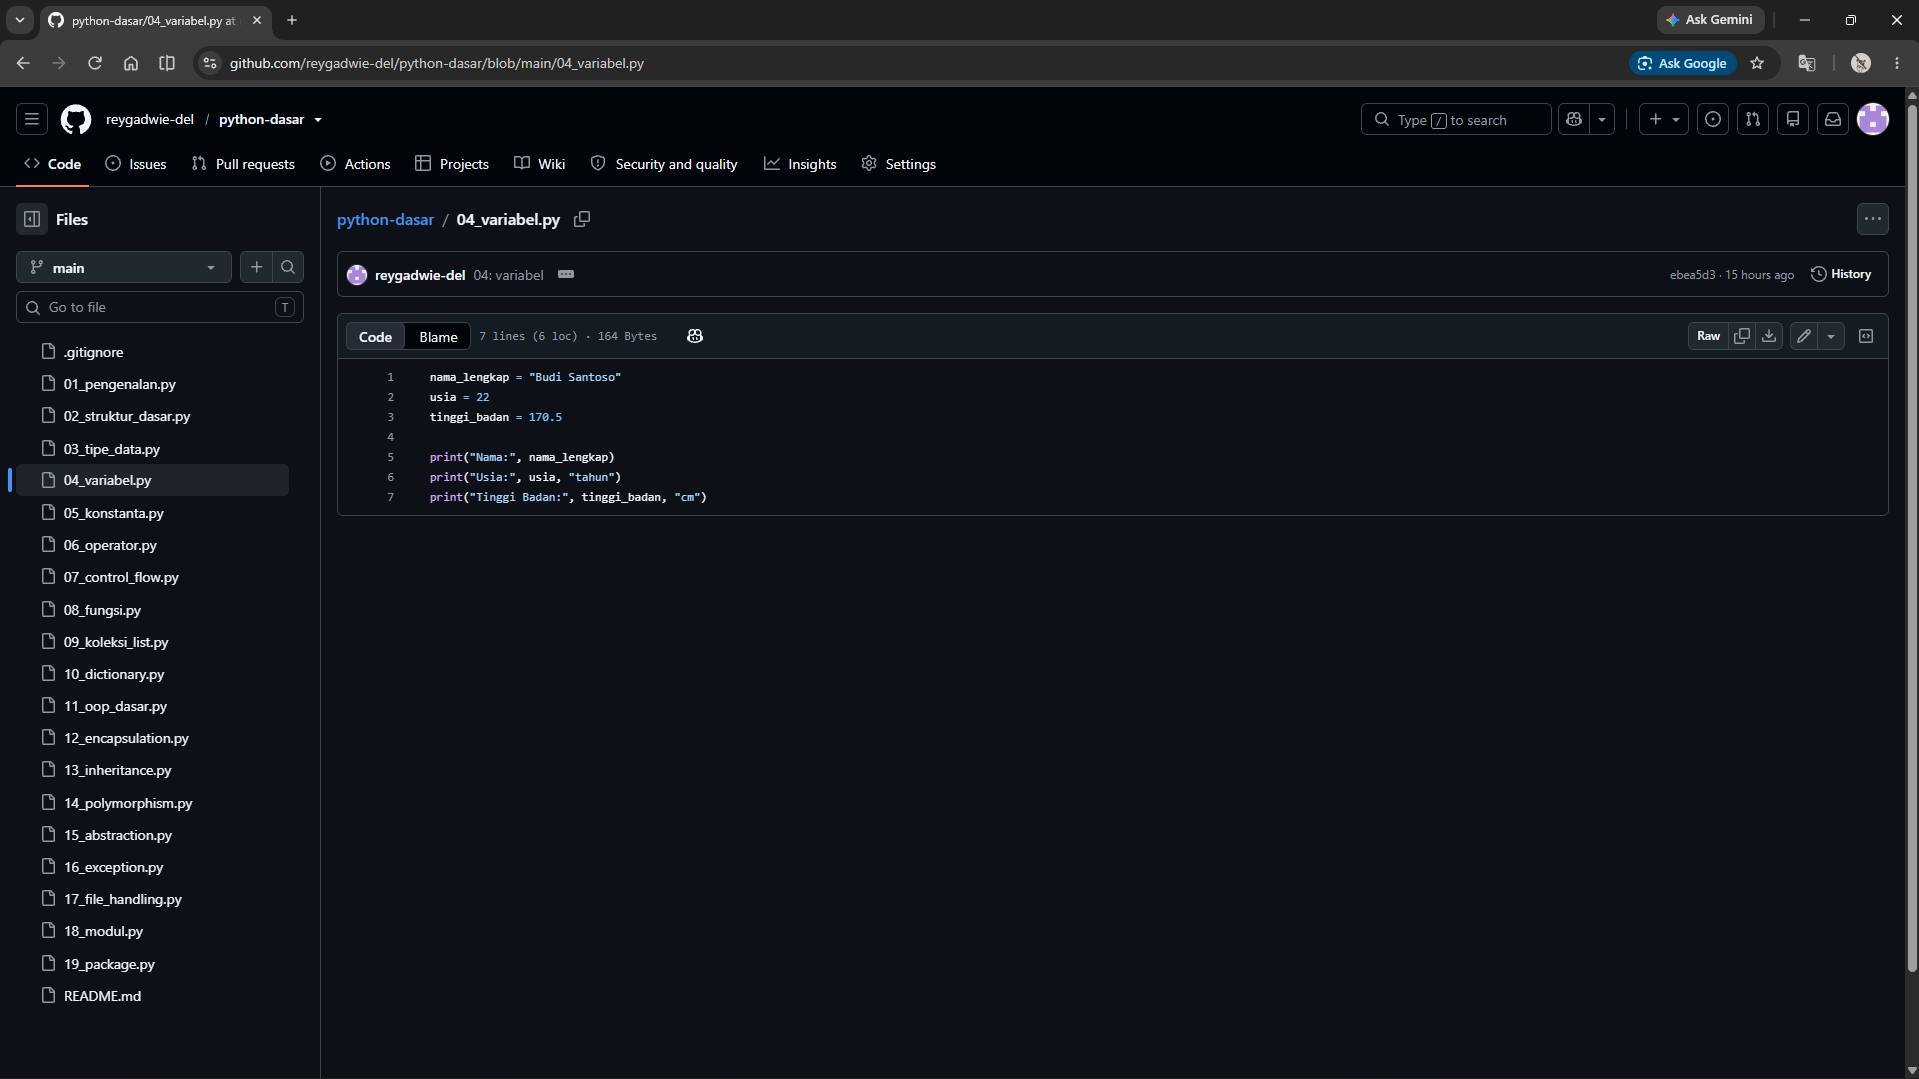 python-dasar/04_variabel.py at
Ask Gemini
github.com/reygadwie-del/python-dasar/blob/main/04_variabel.py
Ask Google
reygadwie-del / python-dasar
Type / to search
Code
Issues
Pull requests
Actions
Projects
Wiki
Security and quality
Insights
Settings
Files
main
Go to file
T
.gitignore
01_pengenalan.py
02_struktur_dasar.py
03_tipe_data.py
04_variabel.py
05_konstanta.py
06_operator.py
07_control_flow.py
08_fungsi.py
09_koleksi_list.py
10_dictionary.py
11_oop_dasar.py
12_encapsulation.py
13_inheritance.py
14_polymorphism.py
15_abstraction.py
16_exception.py
17_file_handling.py
18_modul.py
19_package.py
README.md
python-dasar / 04_variabel.py
reygadwie-del 04: variabel
ebea5d3 · 15 hours ago
History
Code
Blame
7 lines (6 loc) · 164 Bytes
Raw
1 nama_lengkap = "Budi Santoso"
2 usia = 22
3 tinggi_badan = 170.5
4
5 print("Nama:", nama_lengkap)
6 print("Usia:", usia, "tahun")
7 print("Tinggi Badan:", tinggi_badan, "cm")